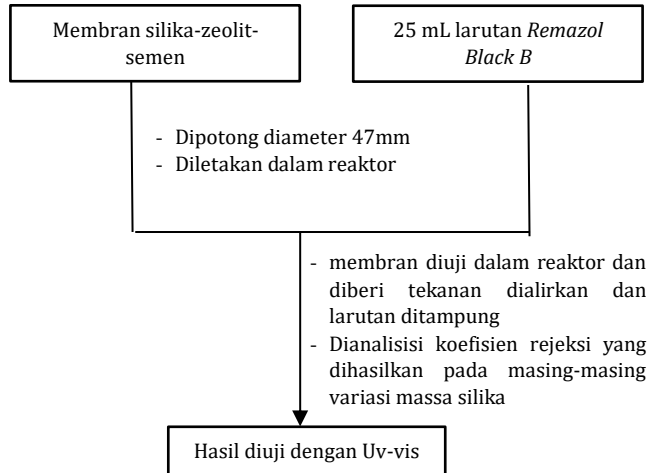 Membran silika-zeolit-
semen
25 mL larutan Remazol
Black B
- Dipotong diameter 47mm
- Diletakan dalam reaktor
- membran diuji dalam reaktor dan
diberi tekanan dialirkan dan
larutan ditampung
- Dianalisisi koefisien rejeksi yang
dihasilkan pada masing-masing
variasi massa silika
Hasil diuji dengan Uv-vis